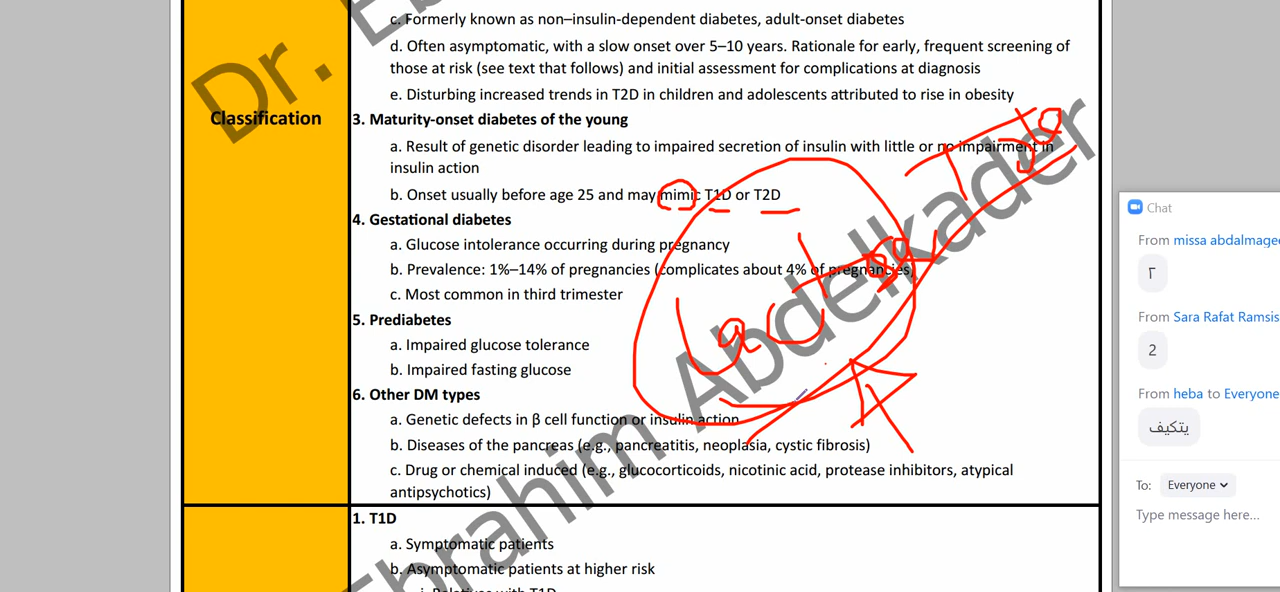 c. Formerly known as non–insulin-dependent diabetes, adult-onset diabetes
d. Often asymptomatic, with a slow onset over 5–10 years. Rationale for early, frequent screening of
those at risk (see text that follows) and initial assessment for complications at diagnosis
e. Disturbing increased trends in T2D in children and adolescents attributed to rise in obesity
Classification
3. Maturity-onset diabetes of the young
a. Result of genetic disorder leading to impaired secretion of insulin with little or no impairment in
insulin action
b. Onset usually before age 25 and may mimic T1D or T2D
4. Gestational diabetes
a. Glucose intolerance occurring during pregnancy
b. Prevalence: 1%–14% of pregnancies (complicates about 4% of pregnancies)
c. Most common in third trimester
5. Prediabetes
a. Impaired glucose tolerance
b. Impaired fasting glucose
6. Other DM types
a. Genetic defects in β cell function or insulin action
b. Diseases of the pancreas (e.g., pancreatitis, neoplasia, cystic fibrosis)
c. Drug or chemical induced (e.g., glucocorticoids, nicotinic acid, protease inhibitors, atypical
antipsychotics)
1. T1D
a. Symptomatic patients
b. Asymptomatic patients at higher risk
i. Relatives with T1D
Dr. Eb
Ebrahim Abdelkader
Chat
From missa abdalmage
٢
From Sara Rafat Ramsis
2
From heba to Everyone
يتكيف
To: Everyone
Type message here...